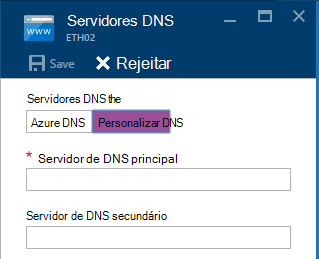 Servidores DNS
ETH02
www
Save Rejeitar
Servidores DNS the
Azure DNS Personalizar DNS
* Servidor de DNS principal
Servidor de DNS secundário